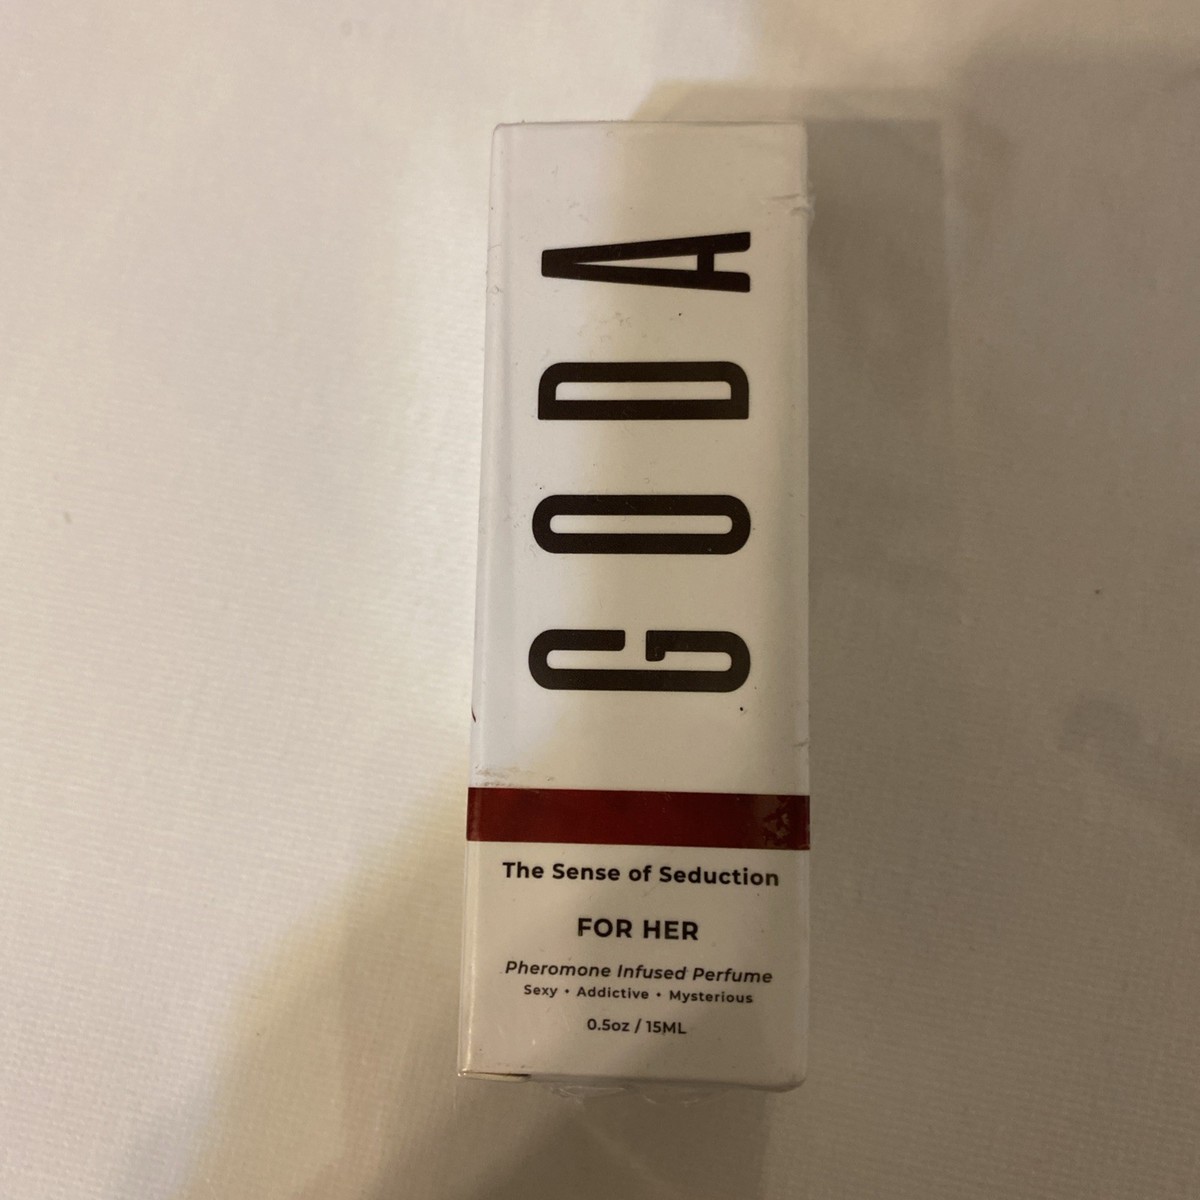 GODA
The Sense of Seduction
FOR HER
Pheromone Infused Perfume
Sexy • Addictive • Mysterious
0.5oz / 15ML